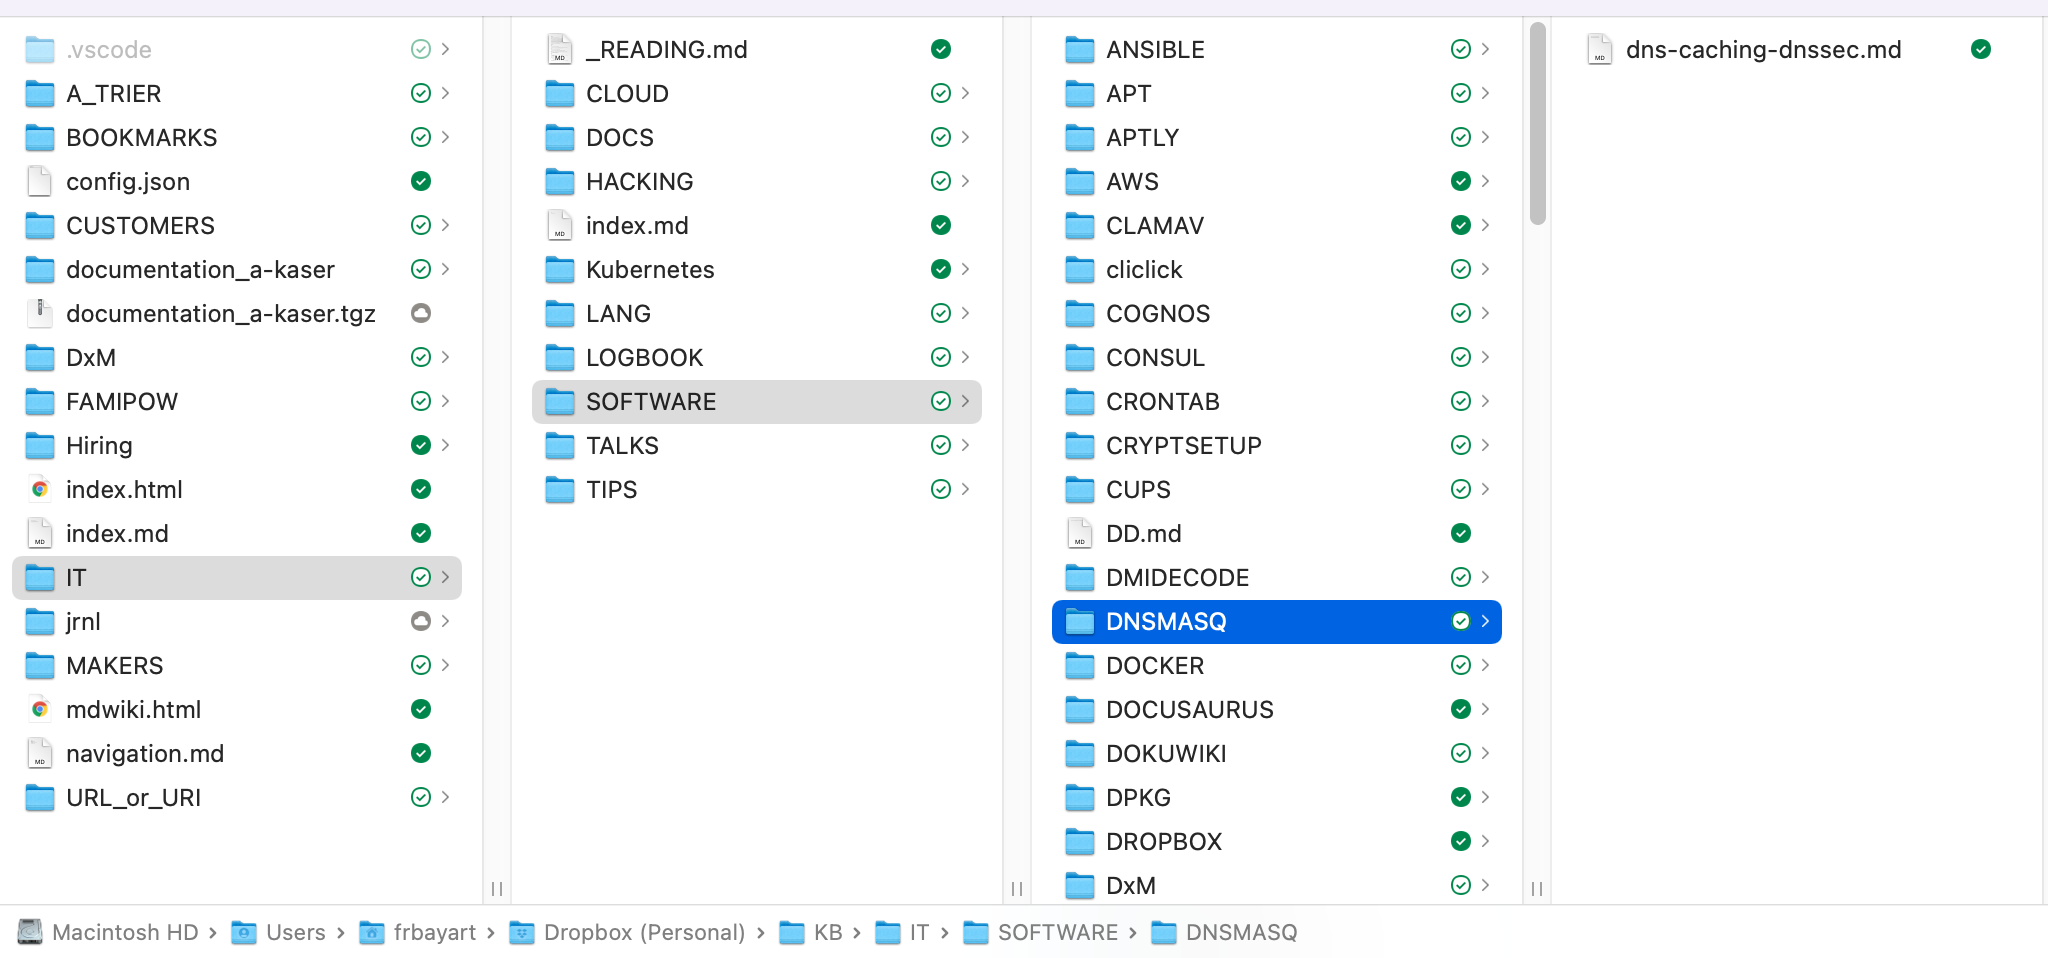 .vscode
A_TRIER
BOOKMARKS
config.json
CUSTOMERS
documentation_a-kaser
documentation_a-kaser.tgz
DxM
FAMIPOW
Hiring
index.html
index.md
IT
jrnl
MAKERS
mdwiki.html
navigation.md
URL_or_URI
_READING.md
CLOUD
DOCS
HACKING
index.md
Kubernetes
LANG
LOGBOOK
SOFTWARE
TALKS
TIPS
ANSIBLE
APT
APTLY
AWS
CLAMAV
cliclick
COGNOS
CONSUL
CRONTAB
CRYPTSETUP
CUPS
DD.md
DMIDECODE
DNSMASQ
DOCKER
DOCUSAURUS
DOKUWIKI
DPKG
DROPBOX
DxM
dns-caching-dnssec.md
Macintosh HD › Users › frbayart › Dropbox (Personal) › KB › IT › SOFTWARE › DNSMASQ